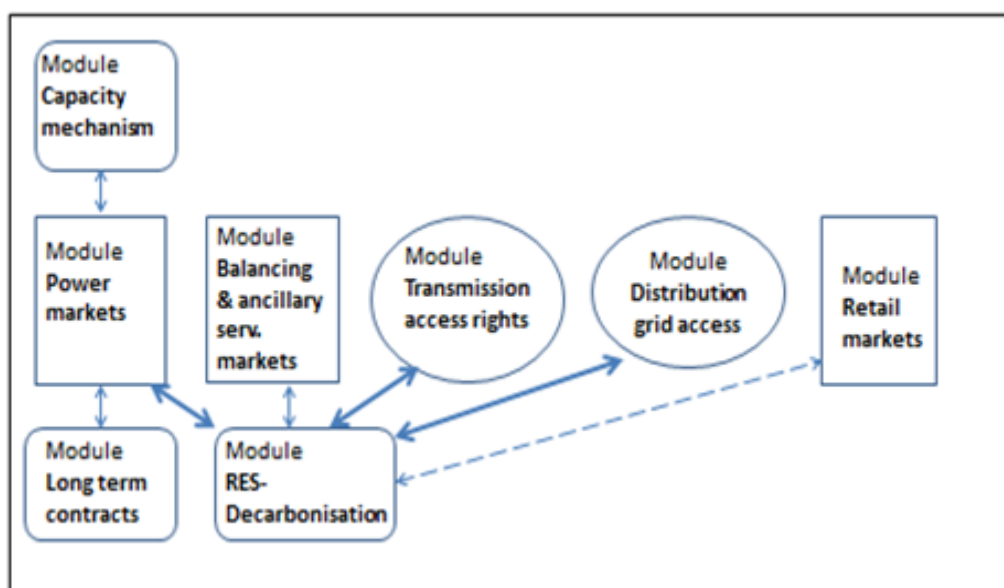 Module
Capacity
mechanism
Module
Power
markets
Module
Balancing
& ancillary
serv.
markets
Module
Transmission
access rights
Module
Distribution
grid access
Module
Retail
markets
Module
Long term
contracts
Module
RES-
Decarbonisation